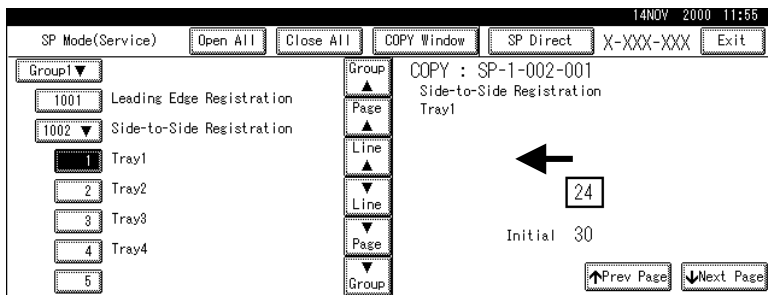 14NOV 2000 11:55
SP Mode(Service) Open All Close All COPY Window SP Direct X-XXX-XXX Exit
Group1▼
1001 Leading Edge Registration
1002 ▼ Side-to-Side Registration
1 Tray1
2 Tray2
3 Tray3
4 Tray4
5
Group
▲
Page
▲
Line
▲
▼
Line
▼
Page
▼
Group
COPY : SP-1-002-001
Side-to-Side Registration
Tray1
24
Initial 30
↑Prev Page ↓Next Page